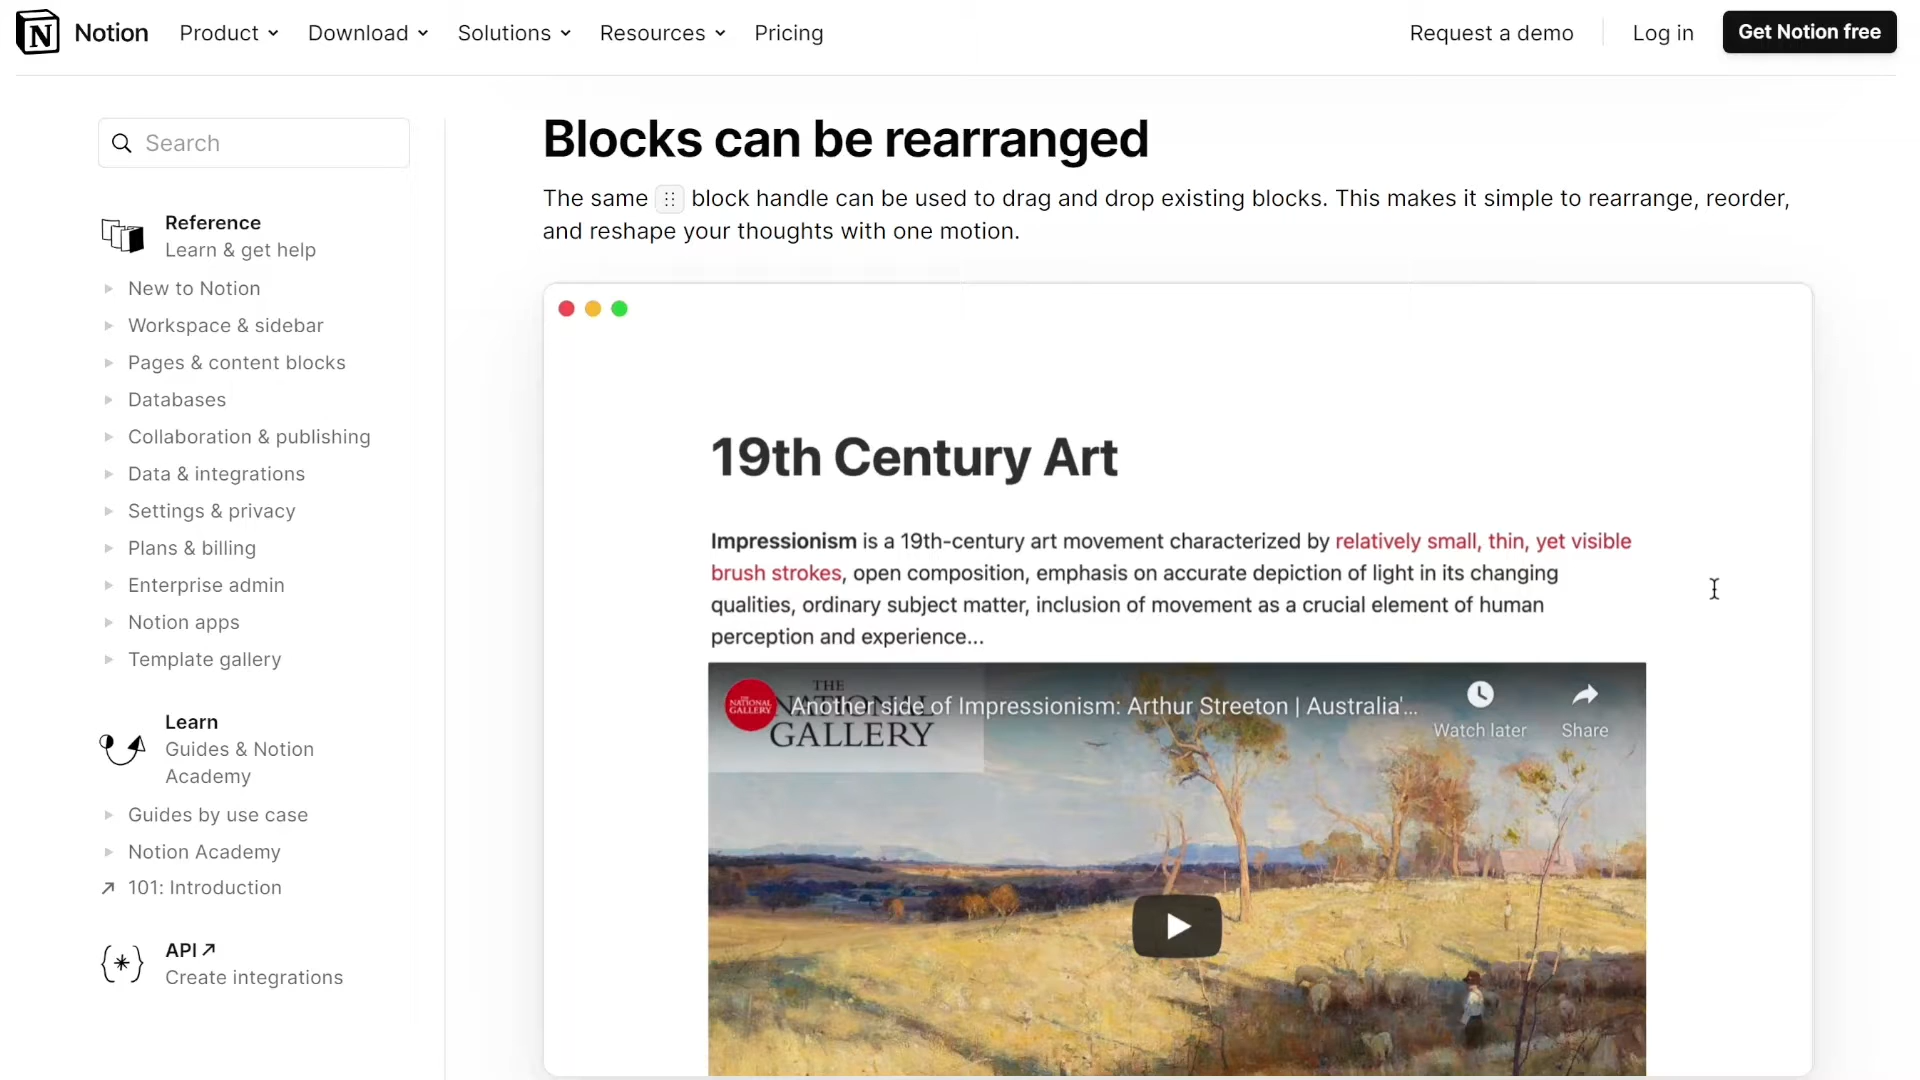 Notion
Product
Download
Solutions
Resources
Pricing
Request a demo
Log in
Get Notion free
Search
Reference
Learn & get help
New to Notion
Workspace & sidebar
Pages & content blocks
Databases
Collaboration & publishing
Data & integrations
Settings & privacy
Plans & billing
Enterprise admin
Notion apps
Template gallery
Learn
Guides & Notion
Academy
Guides by use case
Notion Academy
101: Introduction
API
Create integrations
Blocks can be rearranged
The same block handle can be used to drag and drop existing blocks. This makes it simple to rearrange, reorder,
and reshape your thoughts with one motion.
19th Century Art
Impressionism is a 19th-century art movement characterized by relatively small, thin, yet visible
brush strokes, open composition, emphasis on accurate depiction of light in its changing
qualities, ordinary subject matter, inclusion of movement as a crucial element of human
perception and experience...
THE NATIONAL GALLERY
Another side of Impressionism: Arthur Streeton | Australia'...
THE
NATIONAL
GALLERY
Watch later
Share